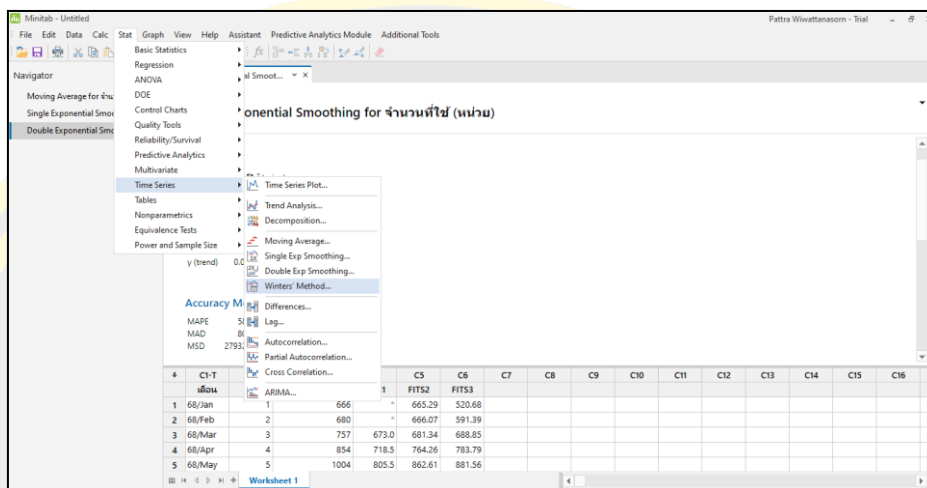 Minitab - Untitled
Pattra Wiwattanasorn - Trial
File Edit Data Calc Stat Graph View Help Assistant Predictive Analytics Module Additional Tools
Navigator
Moving Average for
Single Exponential Smoo
Double Exponential Smo
Basic Statistics
Regression
ANOVA
DOE
Control Charts
Quality Tools
Reliability/Survival
Predictive Analytics
Multivariate
Time Series
Tables
Nonparametrics
Equivalence Tests
Power and Sample Size
Time Series Plot...
Trend Analysis...
Decomposition...
Moving Average...
Single Exp Smoothing...
Double Exp Smoothing...
Winters' Method...
Differences...
Lag...
Autocorrelation...
Partial Autocorrelation...
Cross Correlation...
ARIMA...
al Smoot...
onential Smoothing for จำนวนที่ใช้ (หน่วย)
γ (trend) 0.0
Accuracy M
MAPE
MAD
MSD 2793
C1-T C5 C6 C7 C8 C9 C10 C11 C12 C13 C14 C15 C16
เดือน 1 FITS2 FITS3
1 68/Jan 1 666 * 665.29 520.68
2 68/Feb 2 680 * 666.07 591.39
3 68/Mar 3 757 673.0 681.34 688.85
4 68/Apr 4 854 718.5 764.26 783.79
5 68/May 5 1004 805.5 862.61 881.56
Worksheet 1